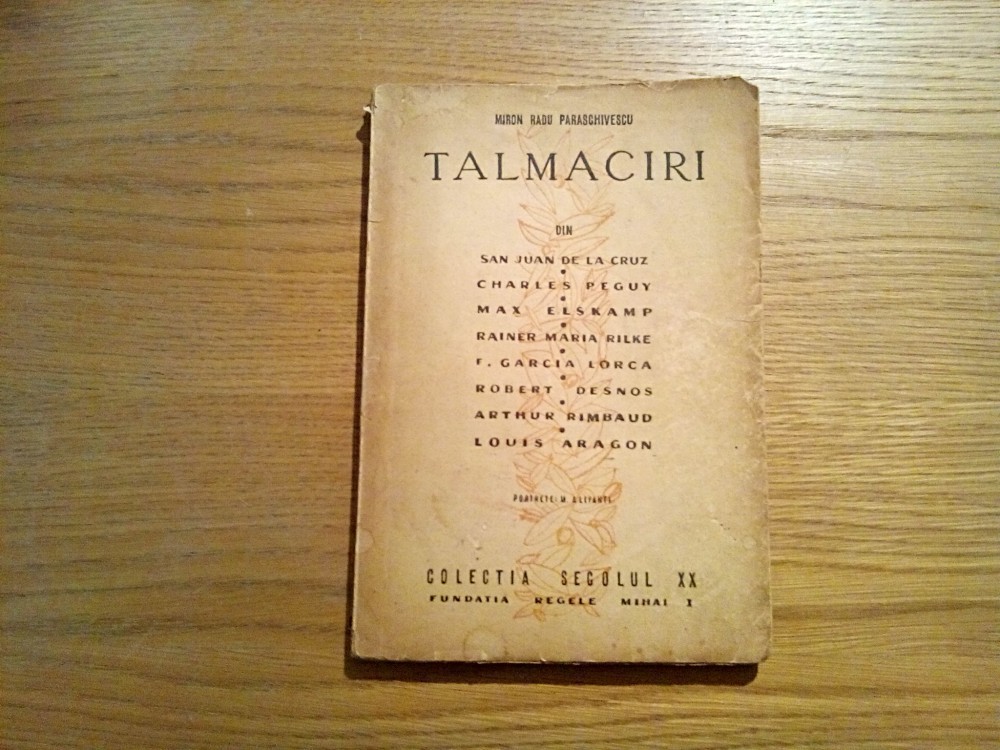 MIRON RADU PARASCHIVESCU
TALMACIRI
DIN
SAN JUAN DE LA CRUZ
CHARLES PEGUY
MAX ELSKAMP
RAINER MARIA RILKE
F. GARCIA LORCA
ROBERT DESNOS
ARTHUR RIMBAUD
LOUIS ARAGON
PORTRETE: M.
COLECTIA SECOLUL XX
FUNDATIA REGELE MIHAI I